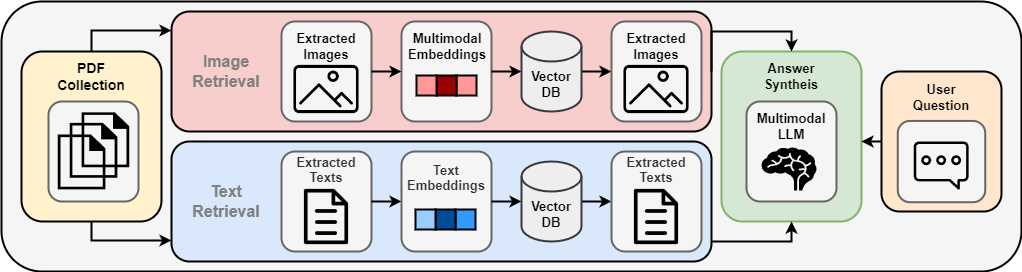 PDF
Collection
Image
Retrieval
Extracted
Images
Multimodal
Embeddings
Vector
DB
Extracted
Images
Text
Retrieval
Extracted
Texts
Text
Embeddings
Vector
DB
Extracted
Texts
Answer
Syntheis
Multimodal
LLM
User
Question